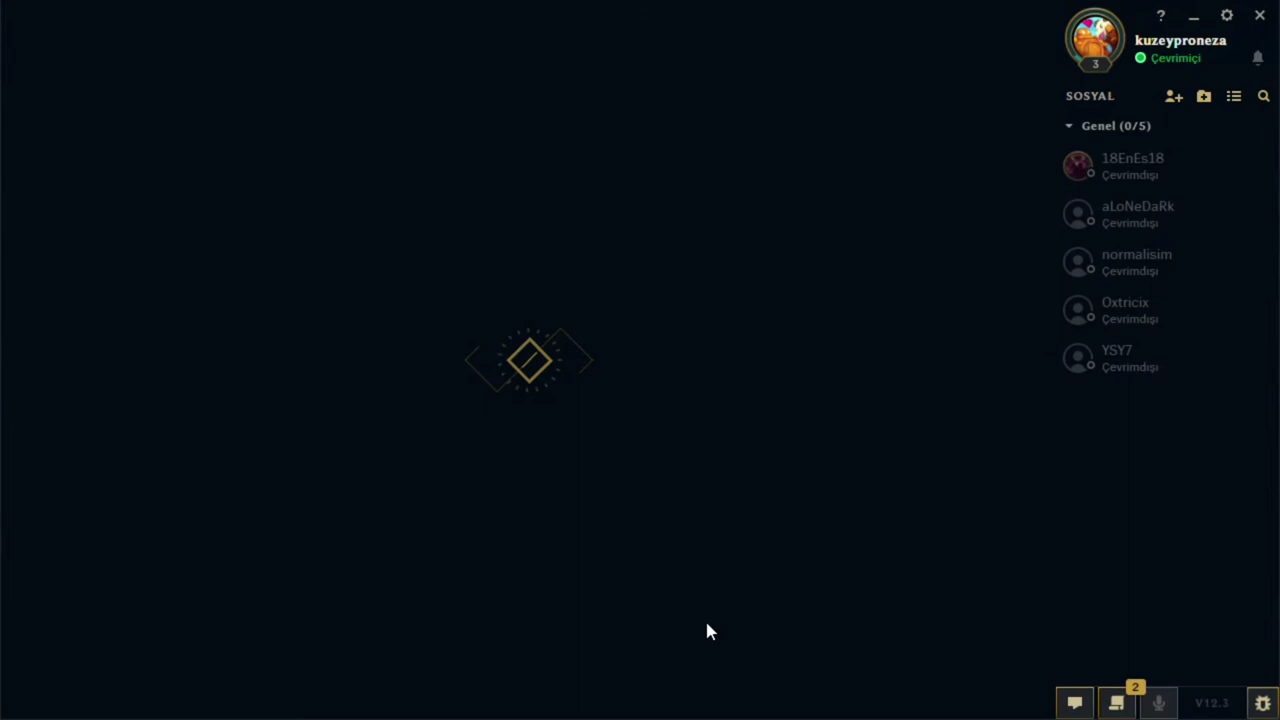 ?
kuzeyproneza
Çevrimiçi
3
SOSYAL
Genel (0/5)
18EnEs18
Çevrimdışı
aLoNeDaRk
Çevrimdışı
normalisim
Çevrimdışı
Oxtricix
Çevrimdışı
YSY7
Çevrimdışı
2
V12.3